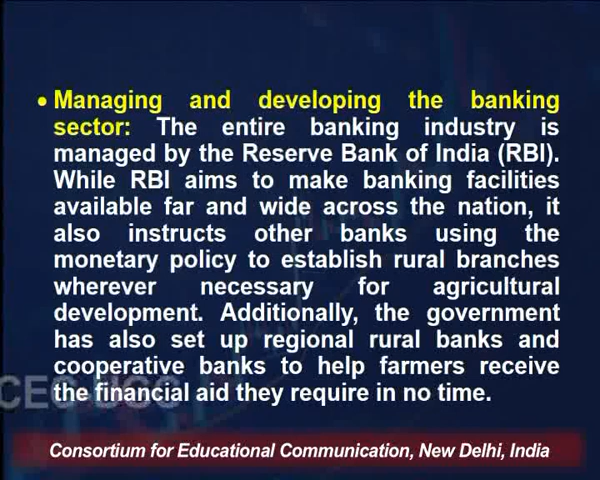 • Managing and developing the banking
sector: The entire banking industry is
managed by the Reserve Bank of India (RBI).
While RBI aims to make banking facilities
available far and wide across the nation, it
also instructs other banks using the
monetary policy to establish rural branches
wherever necessary for agricultural
development. Additionally, the government
has also set up regional rural banks and
cooperative banks to help farmers receive
the financial aid they require in no time.
CEC-UGC
Consortium for Educational Communication, New Delhi, India